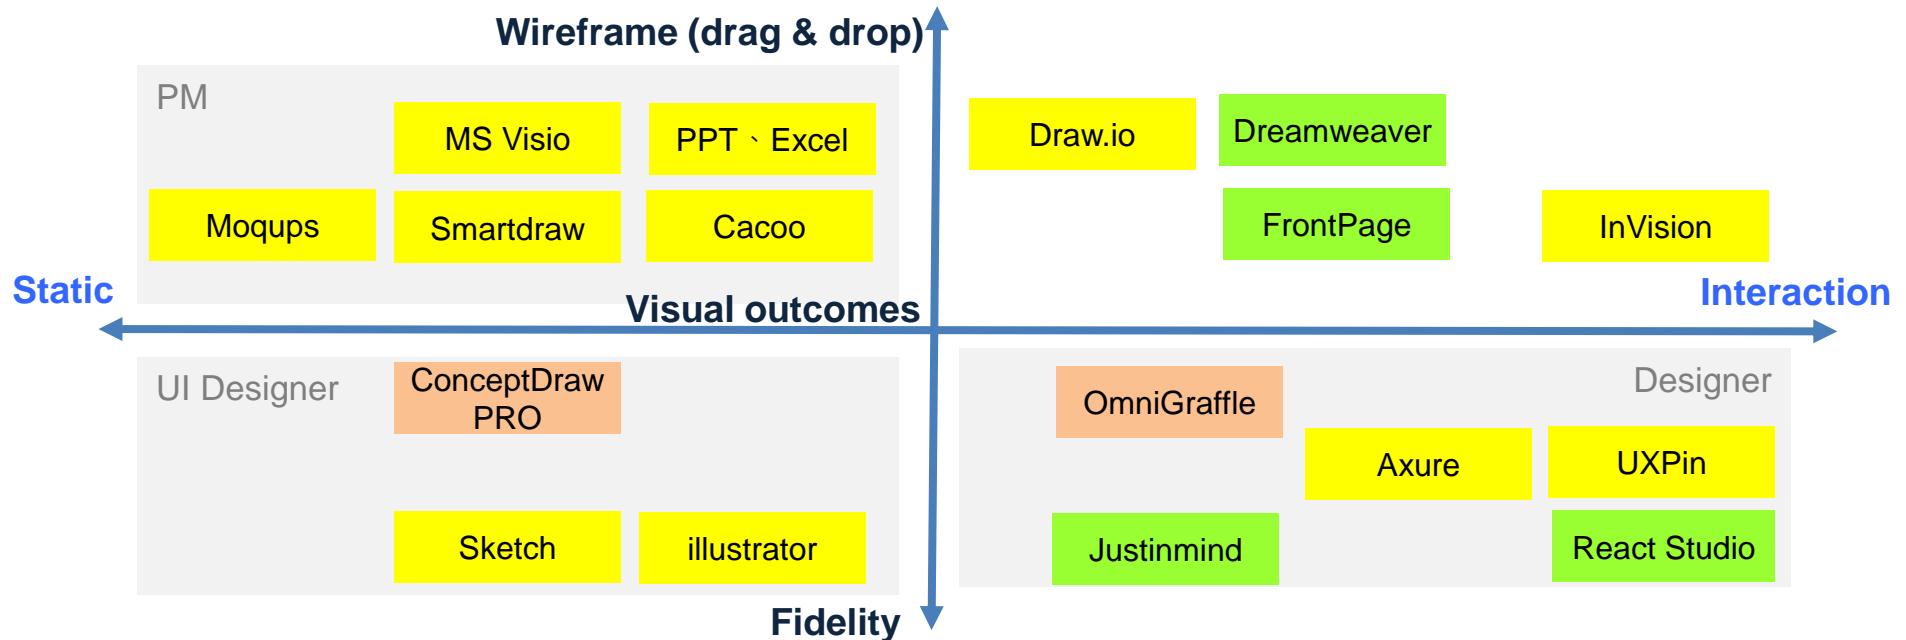 Wireframe (drag & drop)
PM
MS Visio
PPT、Excel
Draw.io
Dreamweaver
Moqups
Smartdraw
Cacoo
FrontPage
InVision
Static
Visual outcomes
Interaction
UI Designer
ConceptDraw
PRO
OmniGraffle
Designer
Axure
UXPin
Sketch
illustrator
Justinmind
React Studio
Fidelity